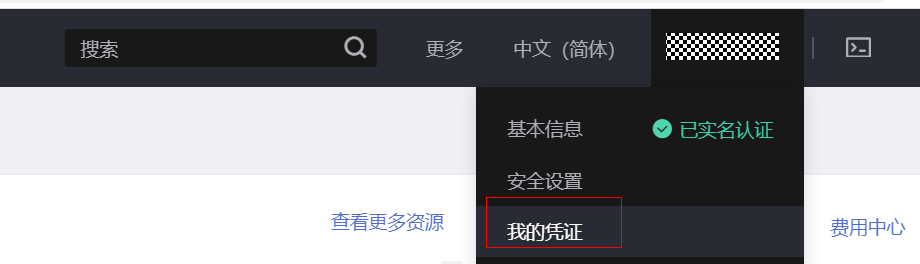 搜索 更多 中文（简体）
基本信息 已实名认证
安全设置
查看更多资源 我的凭证 费用中心